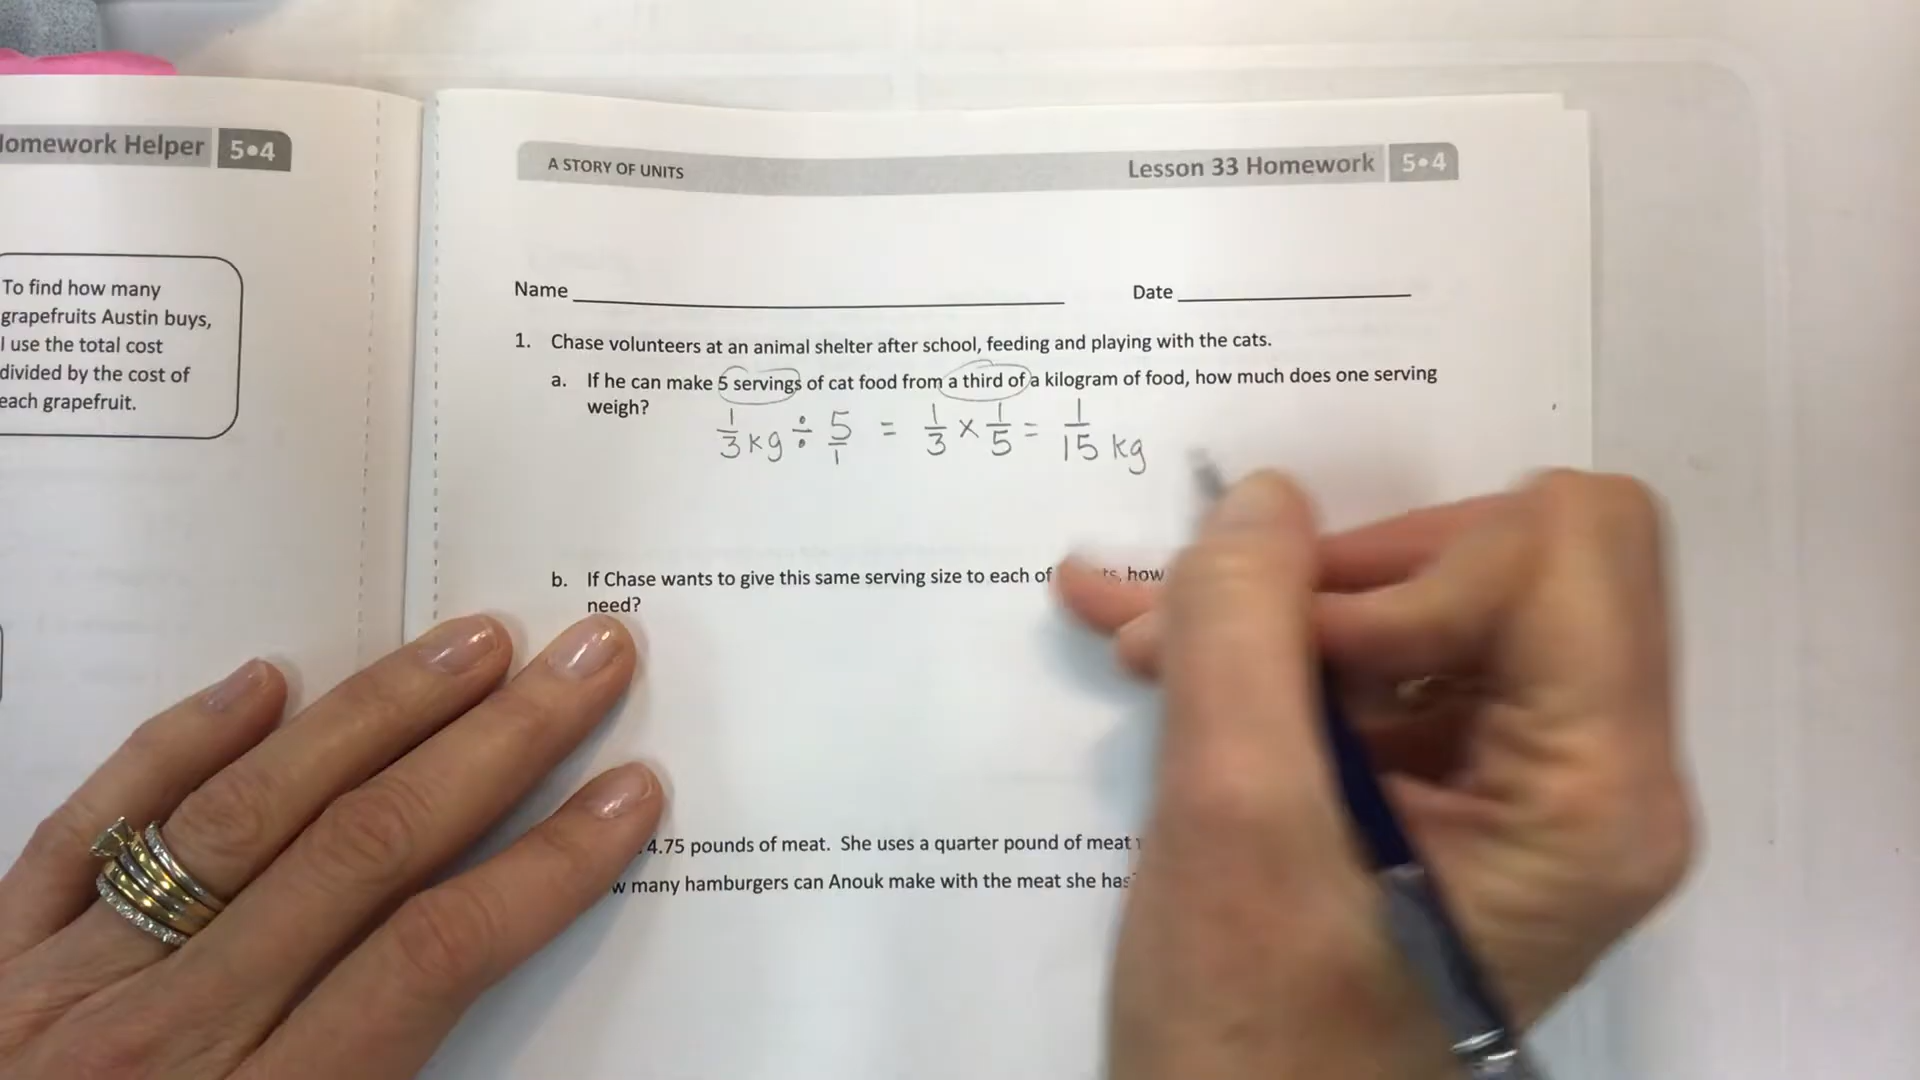 Homework Helper 5•4
To find how many
grapefruits Austin buys,
I use the total cost
divided by the cost of
each grapefruit.
A STORY OF UNITS
Lesson 33 Homework 5•4
Name
Date
1. Chase volunteers at an animal shelter after school, feeding and playing with the cats.
a. If he can make 5 servings of cat food from a third of a kilogram of food, how much does one serving
weigh?
1/3 kg ÷ 5/1 = 1/3 × 1/5 = 1/15 kg
b. If Chase wants to give this same serving size to each of how
need?
4.75 pounds of meat. She uses a quarter pound of meat
many hamburgers can Anouk make with the meat she has